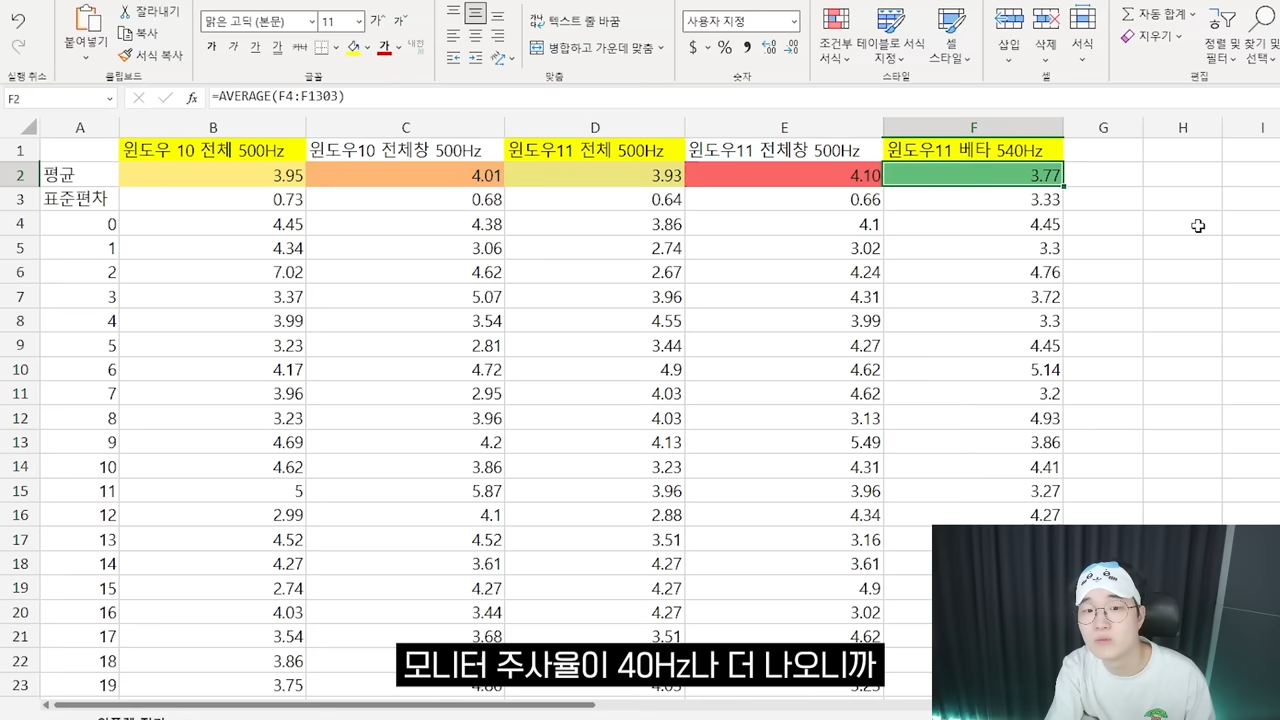 잘라내기
맑은 고딕 (본문) 11 가^ 가ˇ
텍스트 줄 바꿈
사용자 지정
자동 합계
붙여넣기
복사
가 가 가
병합하고 가운데 맞춤
$ % ,
조건부 서식
테이블 서식 지정
셀 스타일
삽입
삭제
서식
지우기
정렬 필터
찾기 선택
서식 복사
실행 취소 클립보드 글꼴 맞춤 숫자 스타일 셀 편집
F2 fx =AVERAGE(F4:F1303)
A B C D E F G H I
1 윈도우 10 전체 500Hz 윈도우10 전체창 500Hz 윈도우11 전체 500Hz 윈도우11 전체창 500Hz 윈도우11 베타 540Hz
2 평균 3.95 4.01 3.93 4.10 3.77
3 표준편차 0.73 0.68 0.64 0.66 3.33
4 0 4.45 4.38 3.86 4.1 4.45
5 1 4.34 3.06 2.74 3.02 3.3
6 2 7.02 4.62 2.67 4.24 4.76
7 3 3.37 5.07 3.96 4.31 3.72
8 4 3.99 3.54 4.55 3.99 3.3
9 5 3.23 2.81 3.44 4.27 4.45
10 6 4.17 4.72 4.9 4.62 5.14
11 7 3.96 2.95 4.03 4.62 3.2
12 8 3.23 3.96 4.03 3.13 4.93
13 9 4.69 4.2 4.13 5.49 3.86
14 10 4.62 3.86 3.23 4.31 4.41
15 11 5 5.87 3.96 3.96 3.27
16 12 2.99 4.1 2.88 4.34 4.27
17 13 4.52 4.52 3.51 3.16
18 14 4.27 3.61 4.27 3.61
19 15 2.74 4.27 4.27 4.9
20 16 4.03 3.44 4.27 3.02
21 17 3.54 3.68 3.51 4.62
22 18 3.86
모니터 주사율이 40Hz나 더 나오니까
23 19 3.75